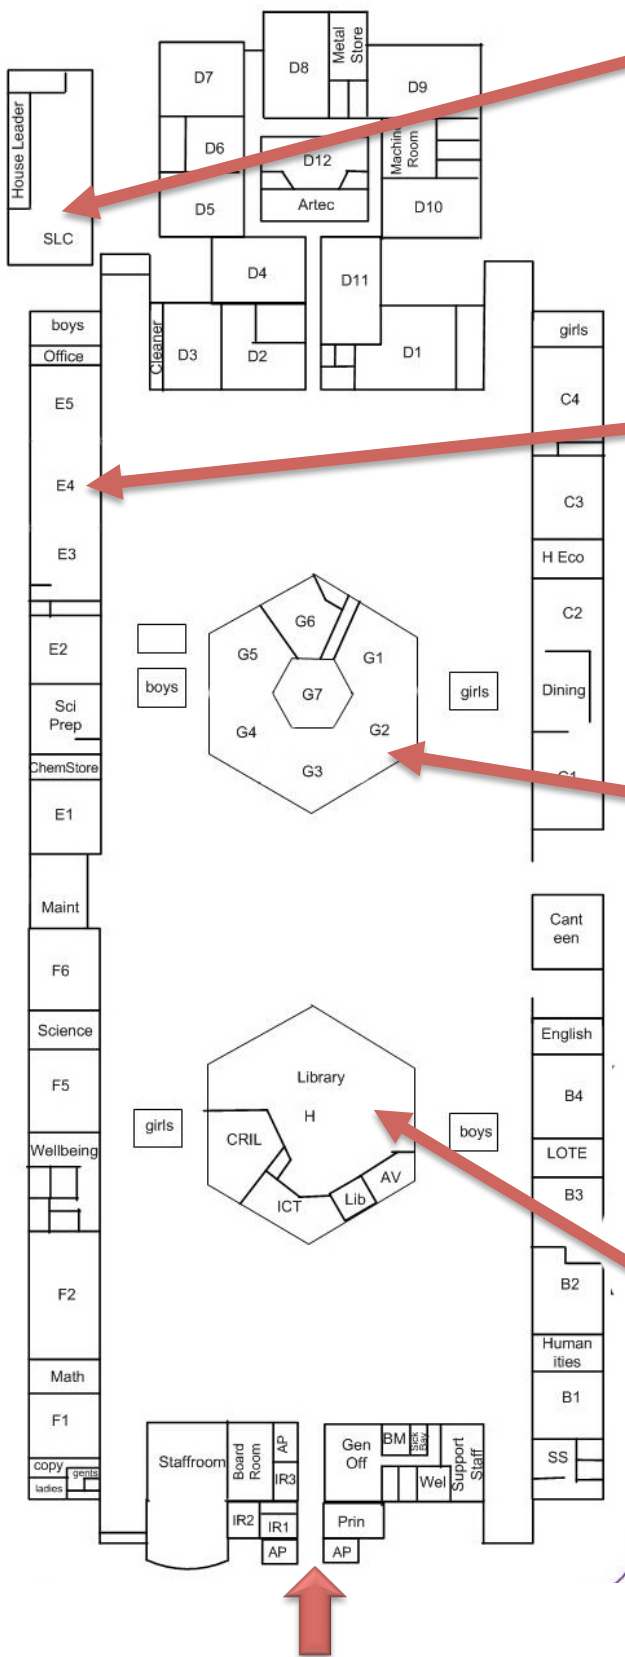 D7
D8
Metal
Store
D9
D6
D12
Machine
Room
House Leader
D5
Artec
D10
SLC
D4
D11
boys
Office
Cleaner
D3
D2
D1
girls
E5
C4
E4
C3
E3
H Eco
G6
C2
E2
G5
G1
boys
G7
girls
Dining
Sci
Prep
G4
G2
ChemStore
G3
E1
Maint
Cant
een
F6
Science
English
F5
Library
B4
girls
H
boys
Wellbeing
CRIL
LOTE
AV
ICT
Lib
B3
F2
B2
Human
ities
Math
F1
B1
Staffroom
Board
Room
AP
Gen
Off
BM
Sick
Bay
Support
Staff
SS
copy
gents
IR3
Wel
ladies
IR2
IR1
Prin
AP
AP